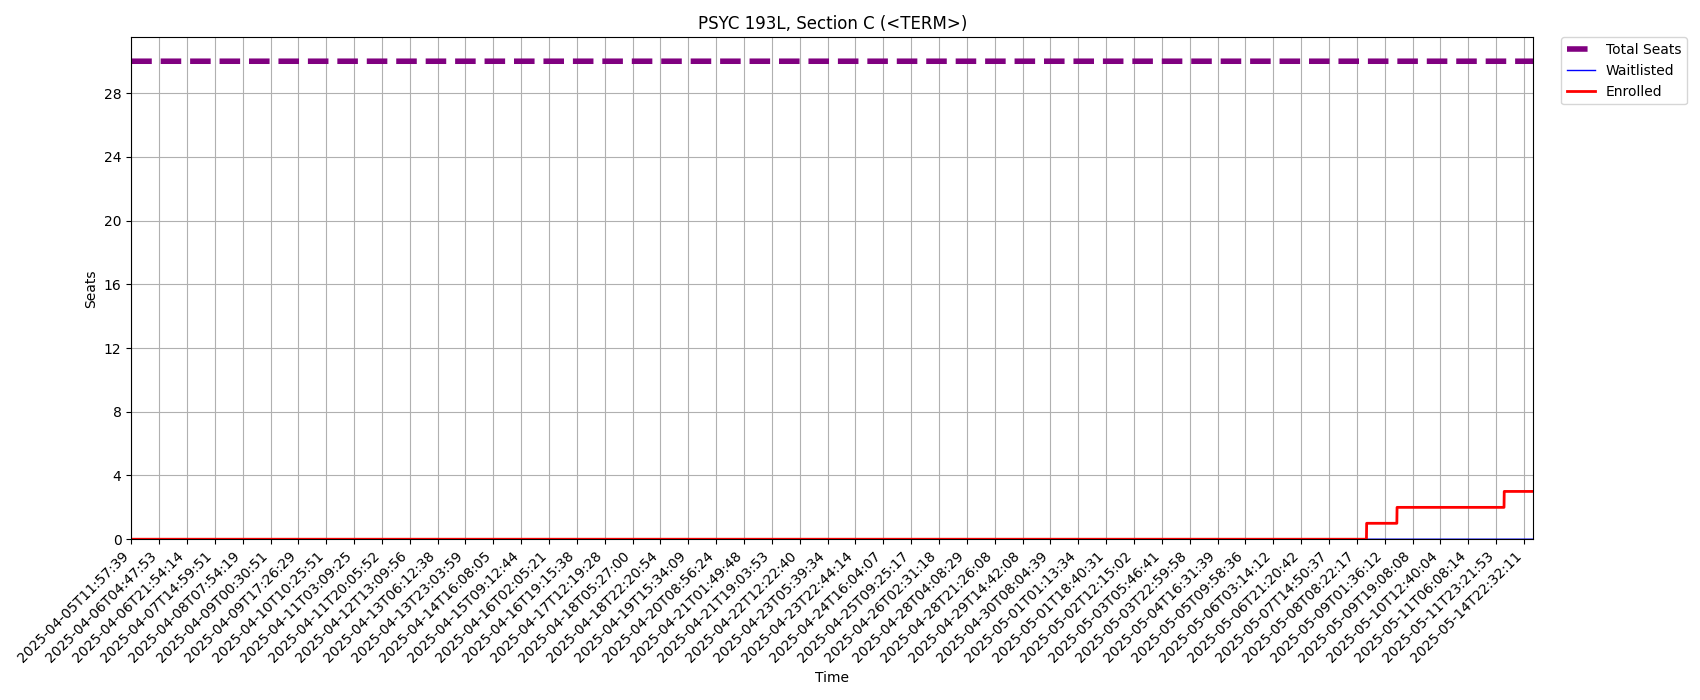 PSYC 193L, Section C (<TERM>)
Total Seats
Waitlisted
Enrolled
Seats
28
24
20
16
12
8
4
0
2025-04-05T11:57:39
2025-04-06T04:47:53
2025-04-06T21:54:14
2025-04-07T14:59:51
2025-04-08T07:54:19
2025-04-09T00:30:51
2025-04-09T17:26:29
2025-04-10T10:25:51
2025-04-11T03:09:25
2025-04-11T20:05:52
2025-04-12T13:09:56
2025-04-13T06:12:38
2025-04-13T23:03:59
2025-04-14T16:08:05
2025-04-15T09:12:44
2025-04-16T02:05:21
2025-04-16T19:15:38
2025-04-17T12:19:28
2025-04-18T05:27:00
2025-04-18T22:20:54
2025-04-19T15:34:09
2025-04-20T08:56:24
2025-04-21T01:49:48
2025-04-21T19:03:53
2025-04-22T12:22:40
2025-04-23T05:39:34
2025-04-23T22:44:14
2025-04-24T16:04:07
2025-04-25T09:25:17
2025-04-26T02:31:18
2025-04-28T04:08:29
2025-04-28T21:26:08
2025-04-29T14:42:08
2025-04-30T08:04:39
2025-05-01T01:13:34
2025-05-01T18:40:31
2025-05-02T12:15:02
2025-05-03T05:46:41
2025-05-03T22:59:58
2025-05-04T16:31:39
2025-05-05T09:58:36
2025-05-06T03:14:12
2025-05-06T21:20:42
2025-05-07T14:50:37
2025-05-08T08:22:17
2025-05-09T01:36:12
2025-05-09T19:08:08
2025-05-10T12:40:04
2025-05-11T06:08:14
2025-05-11T23:21:53
2025-05-14T22:32:11
Time